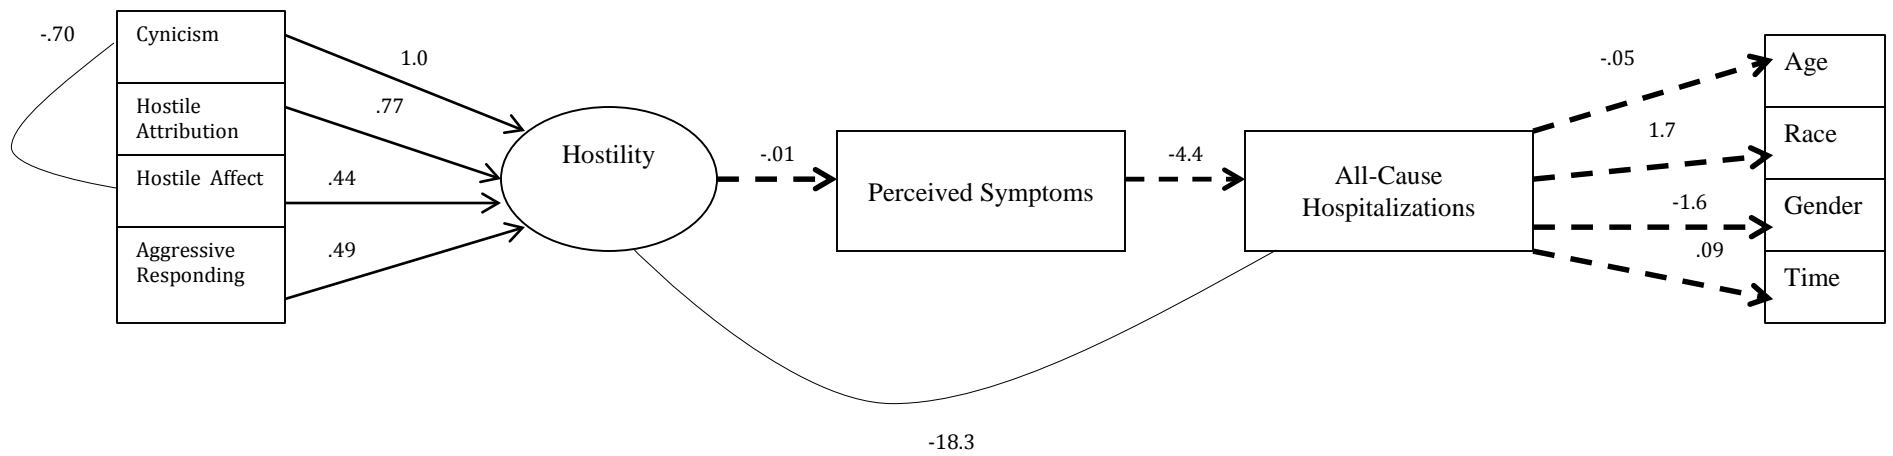 -.70
Cynicism
Hostile
Attribution
Hostile Affect
Aggressive
Responding
1.0
.77
.44
.49
Hostility
-.01
Perceived Symptoms
-4.4
All-Cause
Hospitalizations
-18.3
-.05
1.7
-1.6
.09
Age
Race
Gender
Time